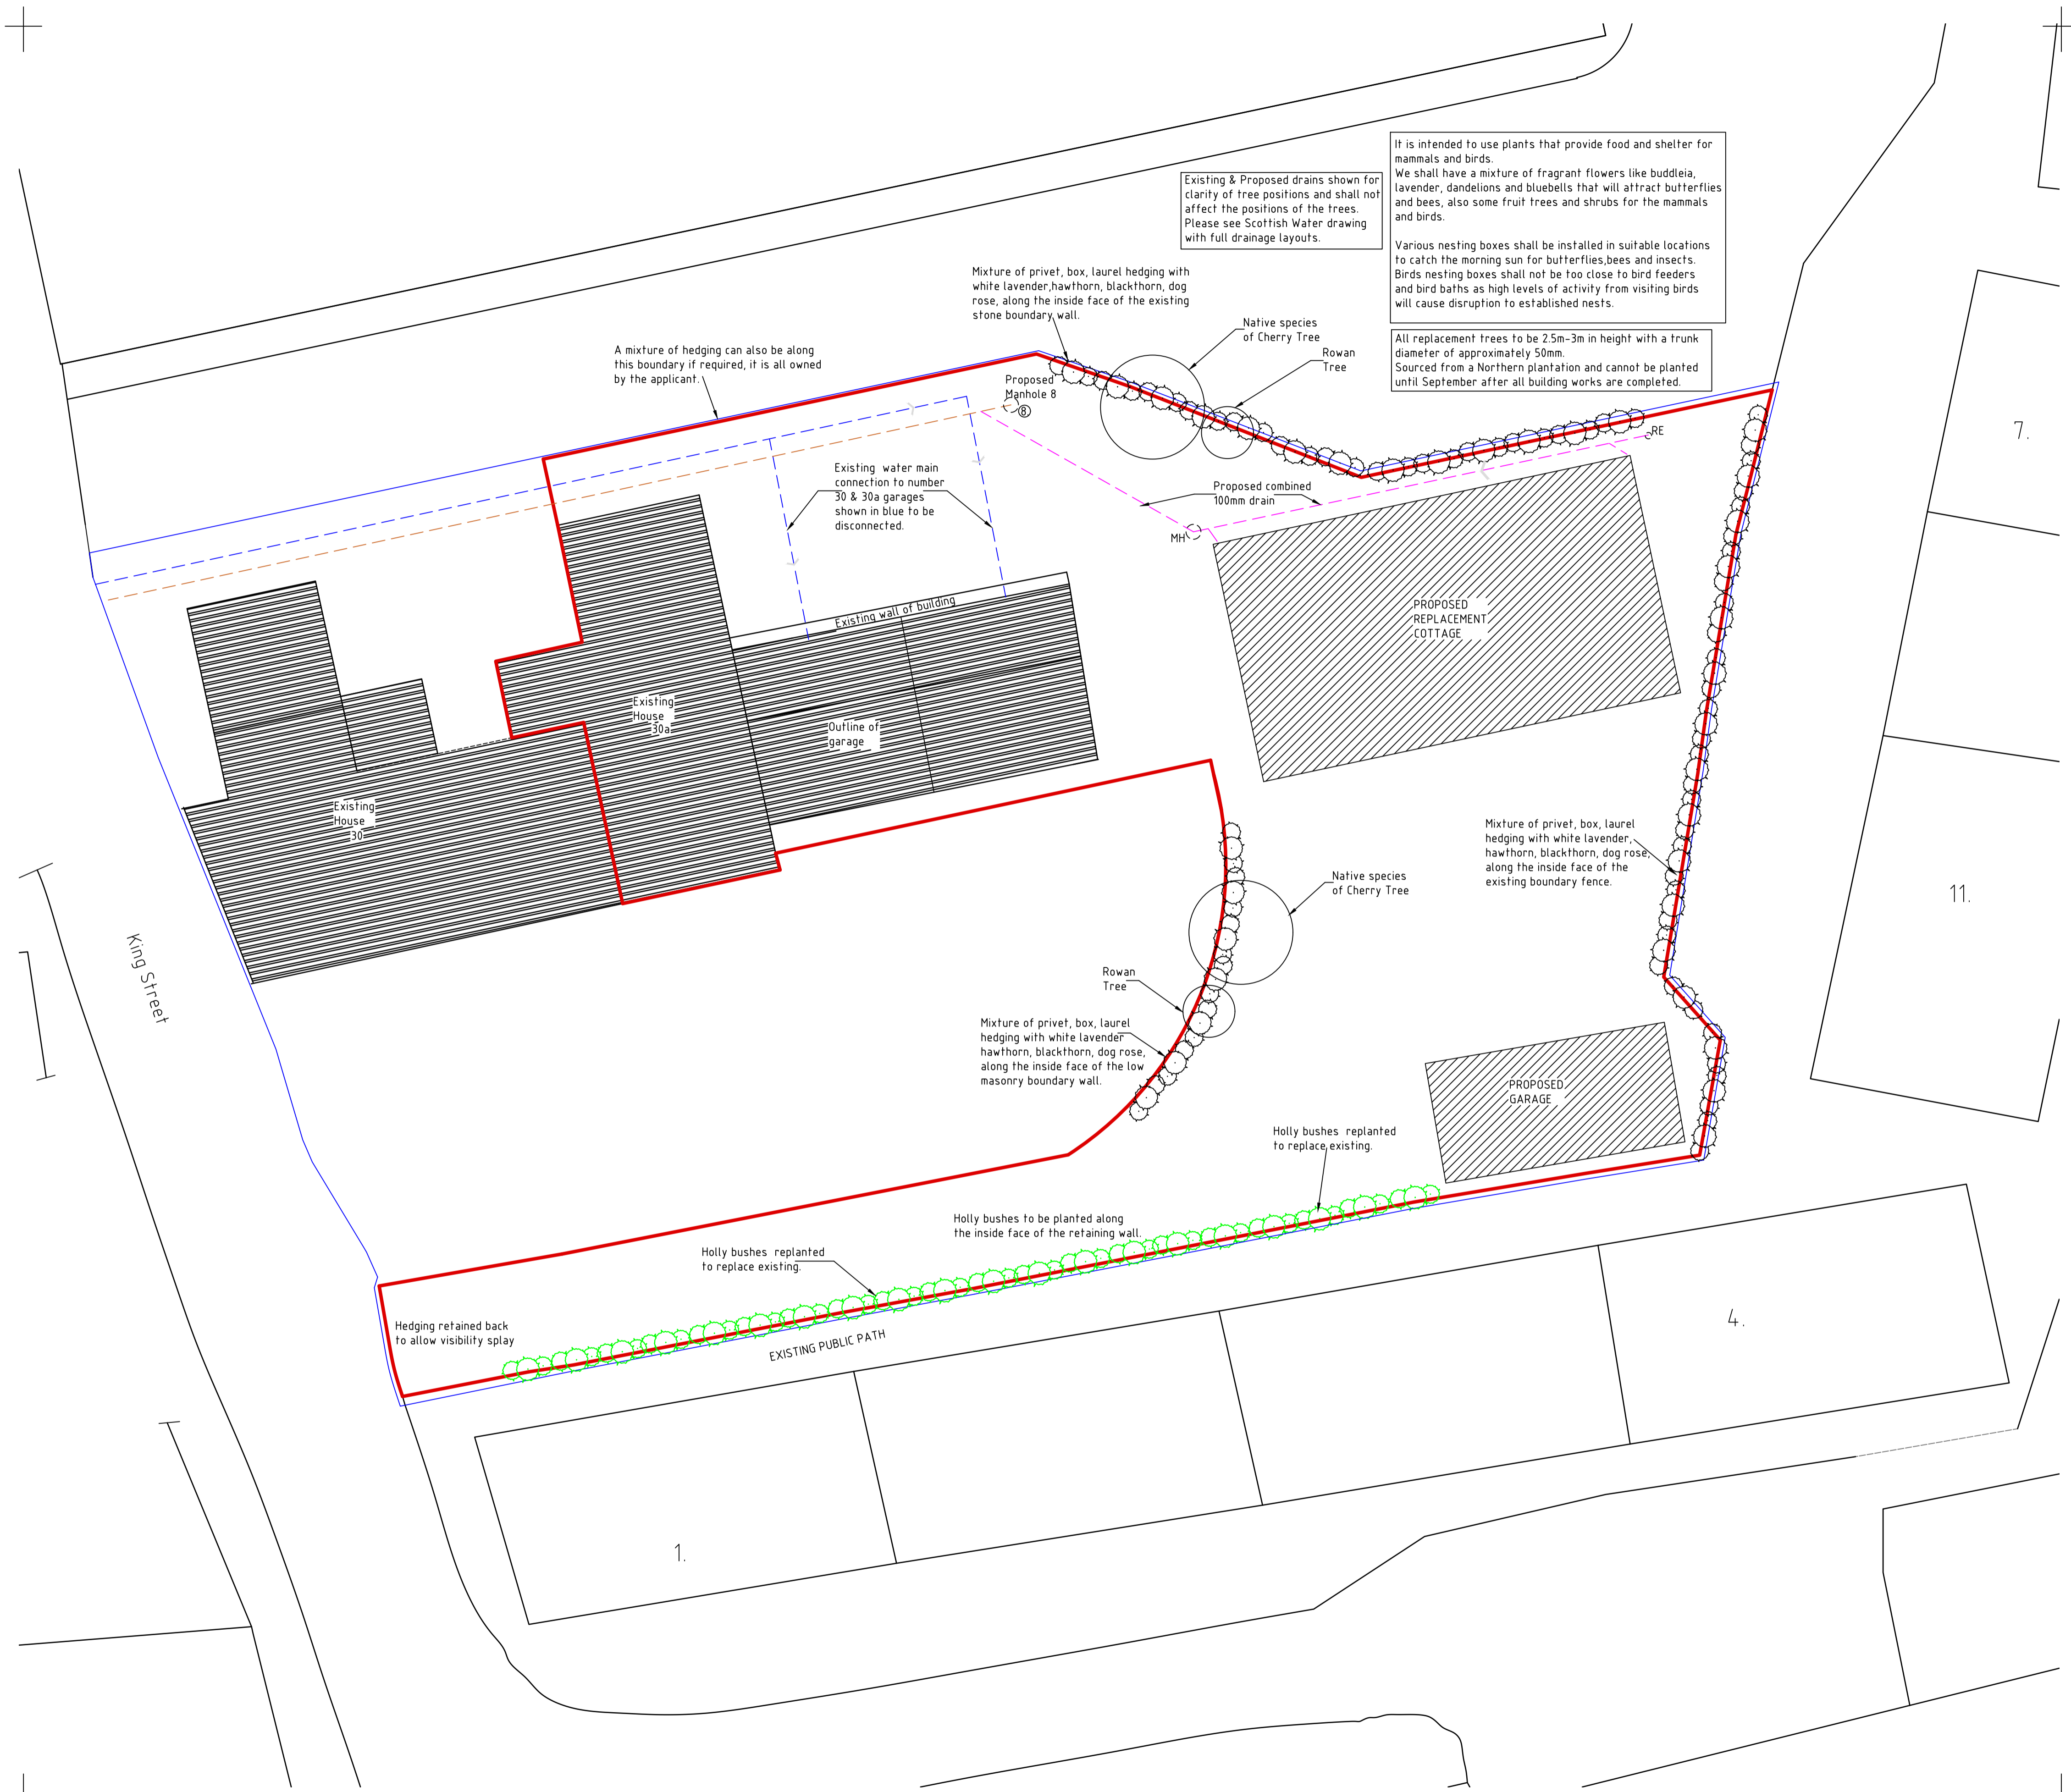 It is intended to use plants that provide food and shelter for
mammals and birds.
We shall have a mixture of fragrant flowers like buddleia,
lavender, dandelions and bluebells that will attract butterflies
and bees, also some fruit trees and shrubs for the mammals
and birds.
Various nesting boxes shall be installed in suitable locations
to catch the morning sun for butterflies,bees and insects.
Birds nesting boxes shall not be too close to bird feeders
and bird baths as high levels of activity from visiting birds
will cause disruption to established nests.
Existing & Proposed drains shown for
clarity of tree positions and shall not
affect the positions of the trees.
Please see Scottish Water drawing
with full drainage layouts.
All replacement trees to be 2.5m-3m in height with a trunk
diameter of approximately 50mm.
Sourced from a Northern plantation and cannot be planted
until September after all building works are completed.
Mixture of privet, box, laurel hedging with
white lavender,hawthorn, blackthorn, dog
rose, along the inside face of the existing
stone boundary wall.
Native species
of Cherry Tree
Rowan
Tree
A mixture of hedging can also be along
this boundary if required, it is all owned
by the applicant.
Proposed
Manhole 8
8
RE
7.
Existing water main
connection to number
30 & 30a garages
shown in blue to be
disconnected.
Proposed combined
100mm drain
MH
Existing wall of building
PROPOSED
REPLACEMENT
COTTAGE
Existing
House
30a
Outline of
garage
Existing
House
30
Mixture of privet, box, laurel
hedging with white lavender,
hawthorn, blackthorn, dog rose,
along the inside face of the
existing boundary fence.
11.
Native species
of Cherry Tree
King Street
Rowan
Tree
Mixture of privet, box, laurel
hedging with white lavender
hawthorn, blackthorn, dog rose,
along the inside face of the low
masonry boundary wall.
PROPOSED
GARAGE
Holly bushes replanted
to replace existing.
Holly bushes to be planted along
the inside face of the retaining wall.
Holly bushes replanted
to replace existing.
Hedging retained back
to allow visibility splay
EXISTING PUBLIC PATH
4.
1.